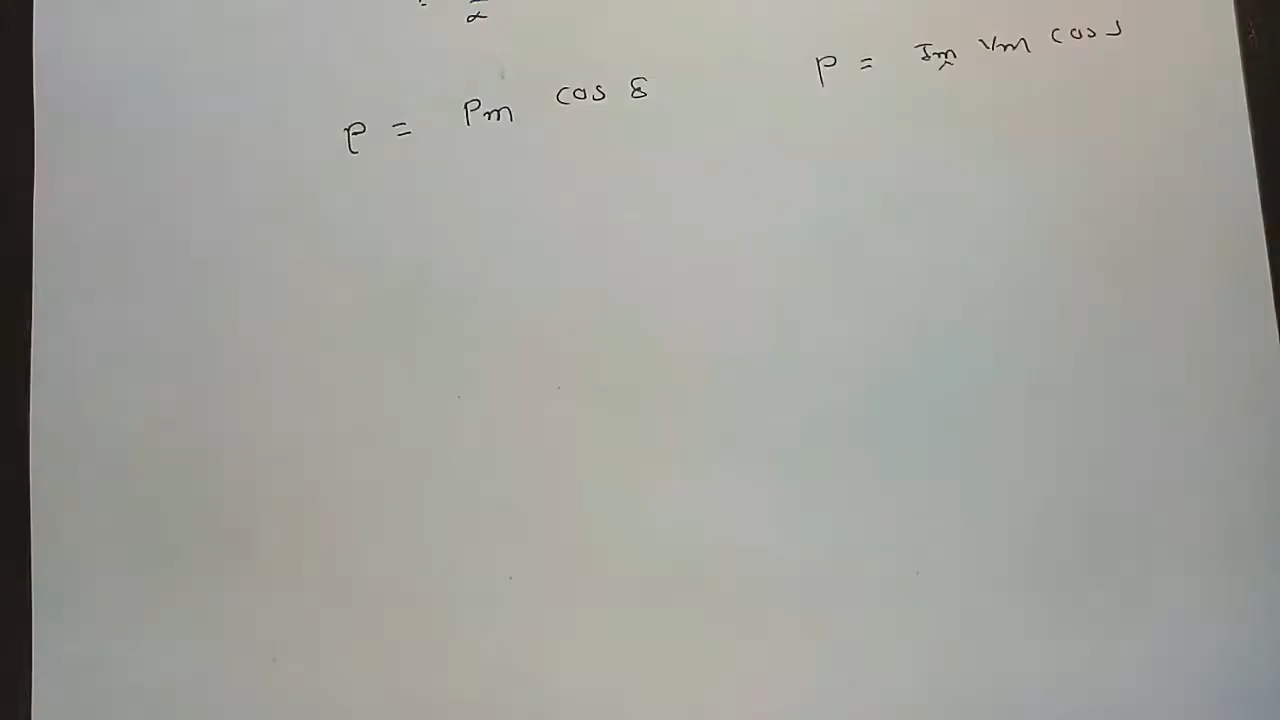 α
P = Im Vm cos δ
P = Pm cos δ